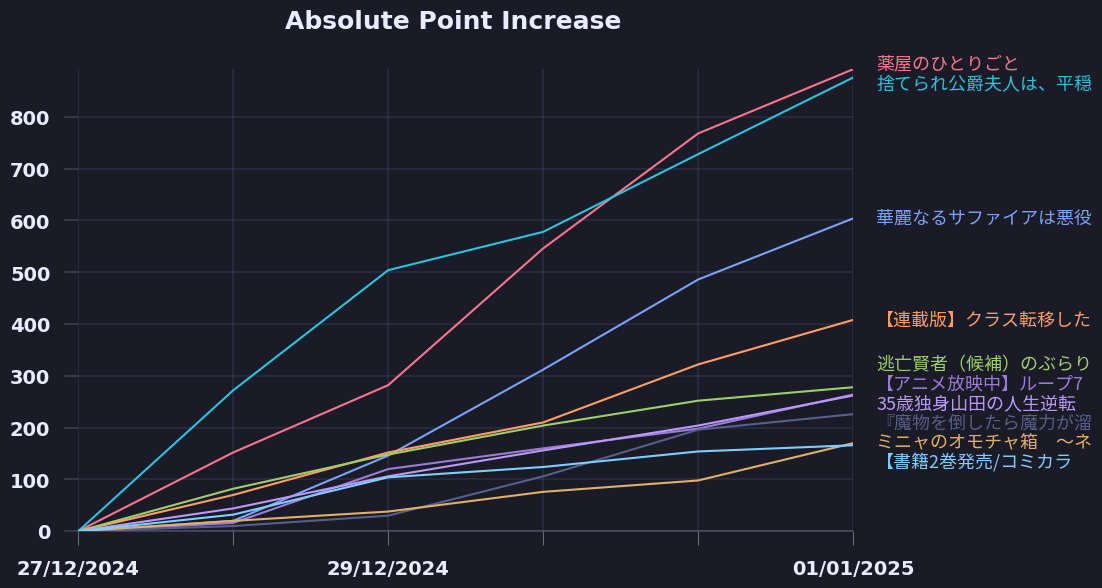 Absolute Point Increase
薬屋のひとりごと
捨てられ公爵夫人は、平穏
800
700
600
華麗なるサファイアは悪役
500
400
【連載版】クラス転移した
300
逃亡賢者（候補）のぶらり
【アニメ放映中】ループ7
35歳独身山田の人生逆転
200
『魔物を倒したら魔力が溜
ミニャのオモチャ箱　～ネ
【書籍2巻発売/コミカラ
100
0
27/12/2024
29/12/2024
01/01/2025